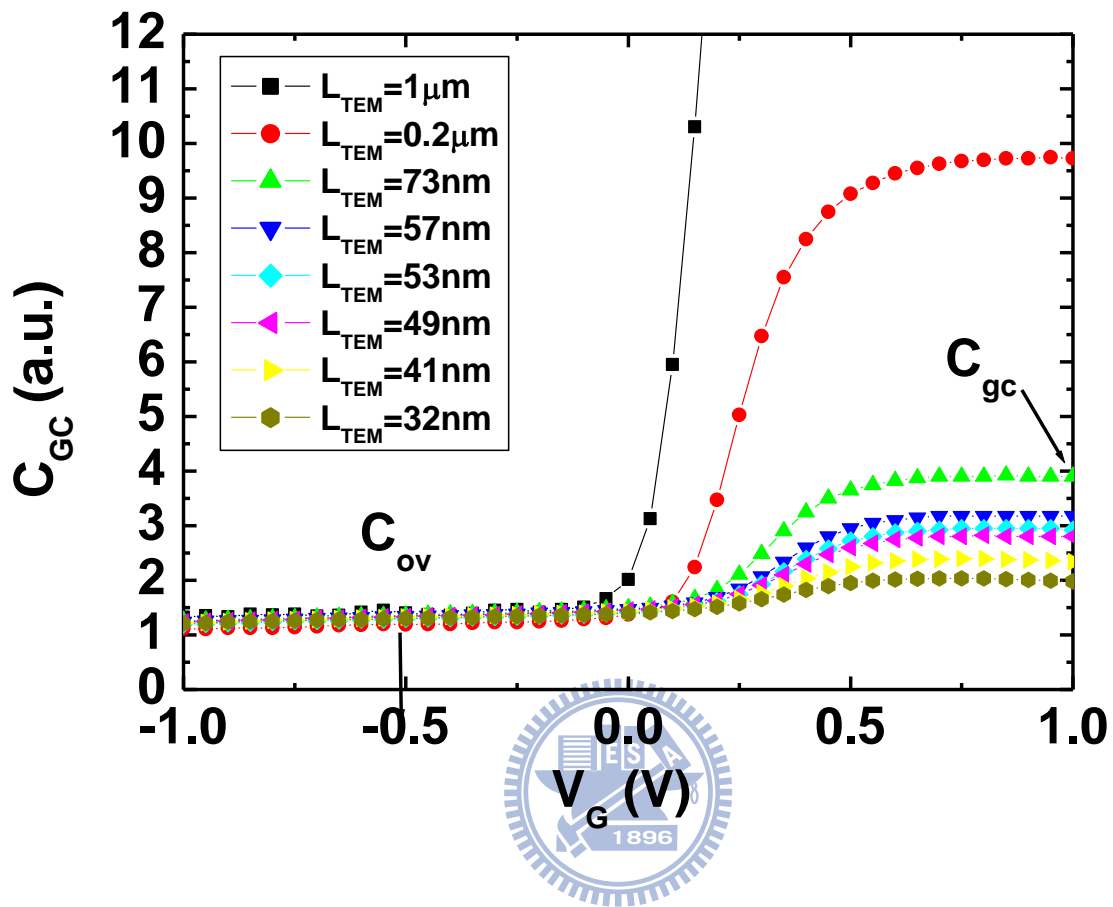 12
11
10
9
8
7
6
5
4
3
2
1
0
C_GC (a.u.)
L_TEM=1μm
L_TEM=0.2μm
L_TEM=73nm
L_TEM=57nm
L_TEM=53nm
L_TEM=49nm
L_TEM=41nm
L_TEM=32nm
C_gc
C_ov
-1.0 -0.5 0.0 0.5 1.0
V_G (V)
E S A
1896